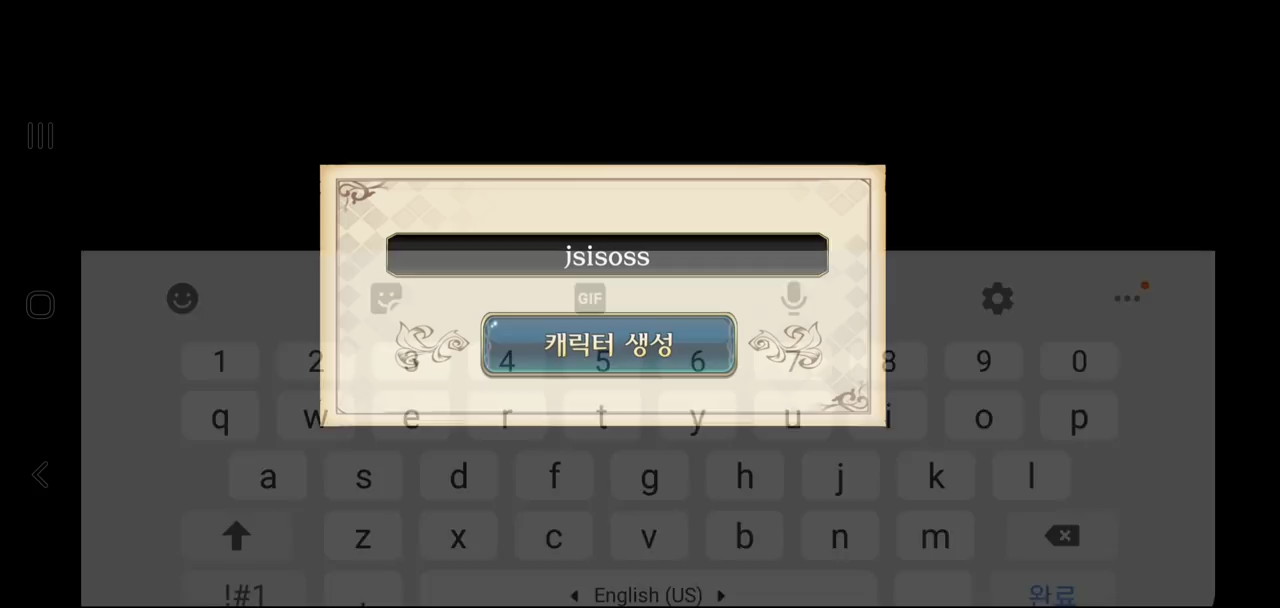 jsisoss
GIF
캐릭터 생성
1 2 3 4 5 6 7 8 9 0
q w e r t y u i o p
a s d f g h j k l
z x c v b n m
!#1 , English (US) 완료